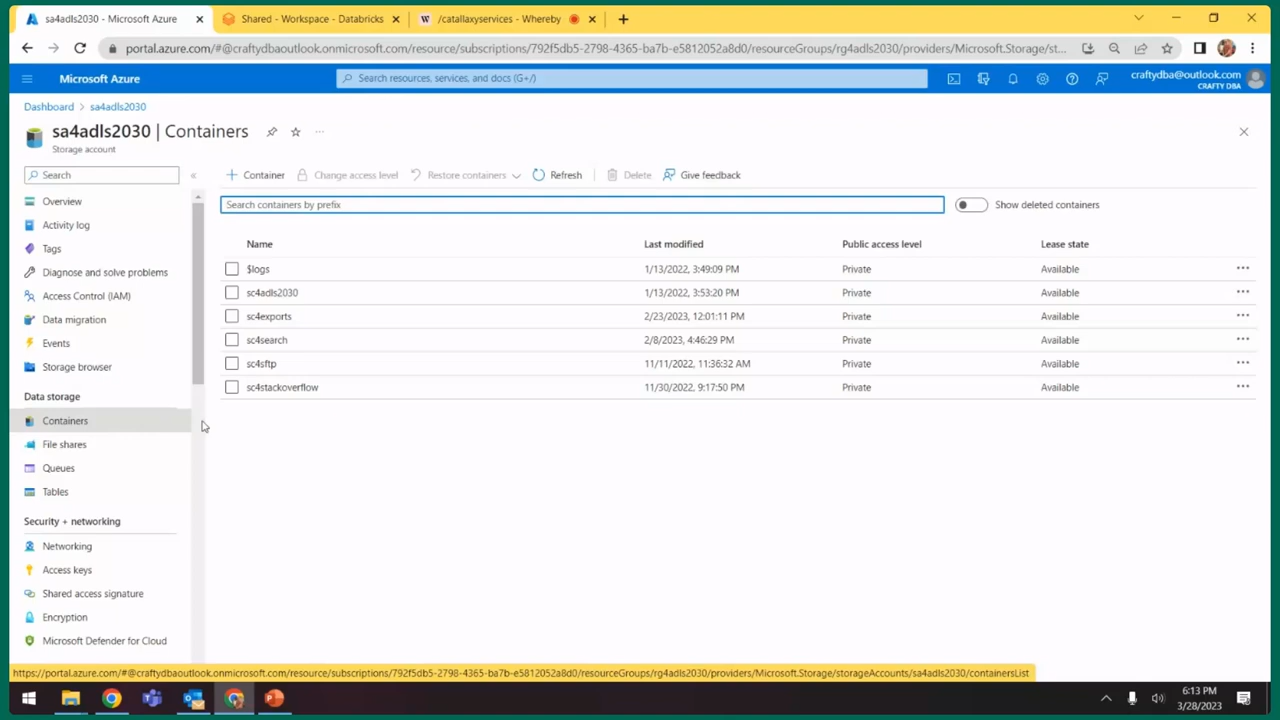 sa4adls2030 - Microsoft Azure
Shared - Workspace - Databricks
/catallaxyservices - Whereby
portal.azure.com/#@craftydbaoutlook.onmicrosoft.com/resource/subscriptions/792f5db5-2798-4365-ba7b-e5812052a8d0/resourceGroups/rg4adls2030/providers/Microsoft.Storage/st...
Microsoft Azure
Search resources, services, and docs (G+/)
craftydba@outlook.com
CRAFTY DBA
Dashboard > sa4adls2030
sa4adls2030 | Containers
Storage account
Search
Container
Change access level
Restore containers
Refresh
Delete
Give feedback
Search containers by prefix
Show deleted containers
Overview
Activity log
Tags
Diagnose and solve problems
Access Control (IAM)
Data migration
Events
Storage browser
Data storage
Containers
File shares
Queues
Tables
Security + networking
Networking
Access keys
Shared access signature
Encryption
Microsoft Defender for Cloud
Name Last modified Public access level Lease state
$logs 1/13/2022, 3:49:09 PM Private Available
sc4adls2030 1/13/2022, 3:53:20 PM Private Available
sc4exports 2/23/2023, 12:01:11 PM Private Available
sc4search 2/8/2023, 4:46:29 PM Private Available
sc4sftp 11/11/2022, 11:36:32 AM Private Available
sc4stackoverflow 11/30/2022, 9:17:50 PM Private Available
https://portal.azure.com/#@craftydbaoutlook.onmicrosoft.com/resource/subscriptions/792f5db5-2798-4365-ba7b-e5812052a8d0/resourceGroups/rg4adls2030/providers/Microsoft.Storage/storageAccounts/sa4adls2030/containersList
6:13 PM
3/28/2023